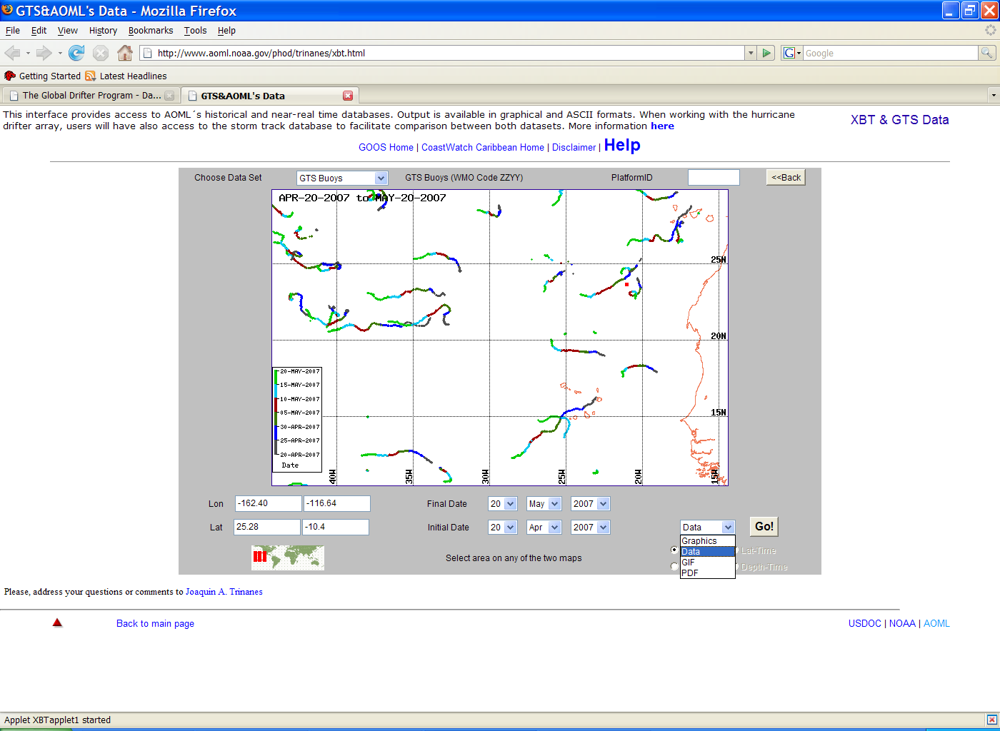 GTS&AOML's Data - Mozilla Firefox
File Edit View History Bookmarks Tools Help
http://www.aoml.noaa.gov/phod/trinanes/xbt.html
G Google
Getting Started Latest Headlines
The Global Drifter Program - Da... GTS&AOML's Data
This interface provides access to AOML´s historical and near-real time databases. Output is available in graphical and ASCII formats. When working with the hurricane
drifter array, users will have also access to the storm track database to facilitate comparison between both datasets. More information here
XBT & GTS Data
GOOS Home | CoastWatch Caribbean Home | Disclaimer | Help
Choose Data Set GTS Buoys GTS Buoys (WMO Code ZZYY) PlatformID <<Back
APR-20-2007 to MAY-20-2007
25N
20N
15N
20-MAY-2007
15-MAY-2007
10-MAY-2007
05-MAY-2007
30-APR-2007
25-APR-2007
20-APR-2007
Date
40W 35W 30W 25W 20W 15W
Lon -162.40 -116.64 Final Date 20 May 2007
Lat 25.28 -10.4 Initial Date 20 Apr 2007 Data Go!
Graphics
Data Lat-Time
GIF
PDF Depth-Time
Select area on any of the two maps
Please, address your questions or comments to Joaquin A. Trinanes
Back to main page USDOC | NOAA | AOML
Applet XBTapplet1 started